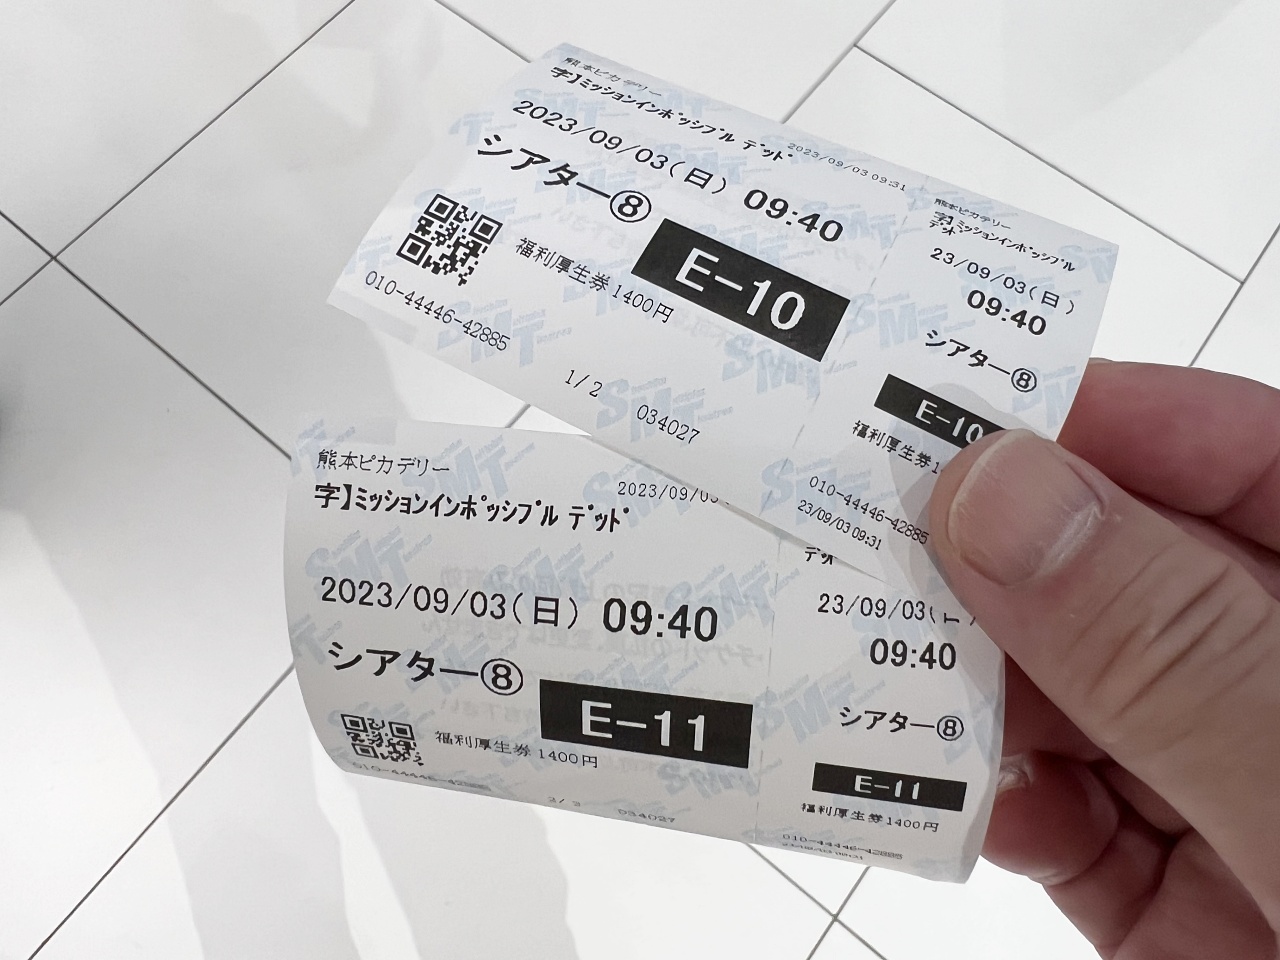 熊本ピカデリー
字】ミッションインポッシブル デッド
2023/09/03 09:31
2023/09/03(日) 09:40
シアター⑧
E-10
福利厚生券 1400円
010-44446-42885
1/2
034027
熊本ピカデリー
字】ミッションインポッシブル
デッド
23/09/03(日)
09:40
シアター⑧
E-10
福利厚生券
010-44446-42885
23/09/03 09:31
熊本ピカデリー
字】ミッションインポッシブル デッド
2023/09/03
2023/09/03(日) 09:40
シアター⑧
E-11
福利厚生券 1400円
2/2
034027
デッド
23/09/03(
09:40
シアター⑧
E-11
福利厚生券 1400円
010-44446-42885
SMT